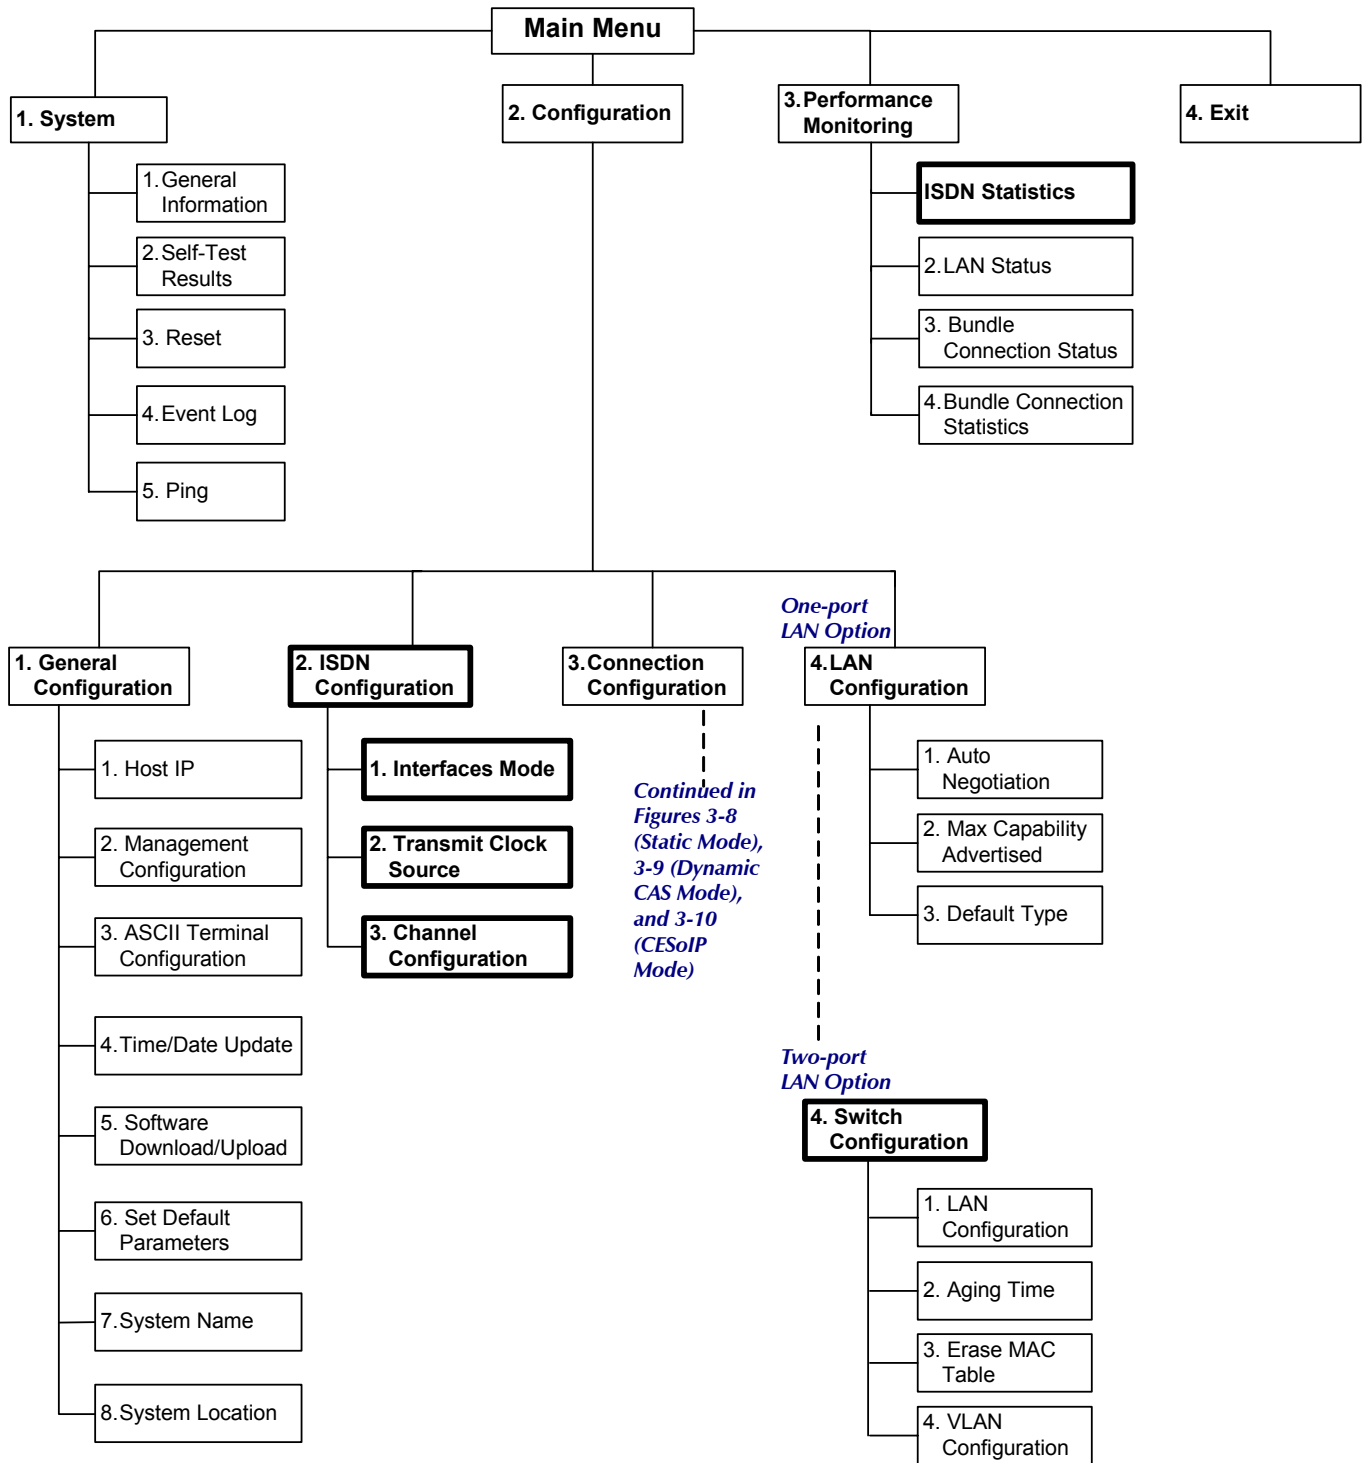 Main Menu
1. System
2. Configuration
3.Performance
Monitoring
4. Exit
1.General
Information
2.Self-Test
Results
3. Reset
4.Event Log
5. Ping
ISDN Statistics
2.LAN Status
3. Bundle
Connection Status
4.Bundle Connection
Statistics
1. General
Configuration
1. Host IP
2. Management
Configuration
3. ASCII Terminal
Configuration
4.Time/Date Update
5. Software
Download/Upload
6. Set Default
Parameters
7.System Name
8.System Location
2. ISDN
Configuration
1. Interfaces Mode
2. Transmit Clock
Source
3. Channel
Configuration
3.Connection
Configuration
Continued in
Figures 3-8
(Static Mode),
3-9 (Dynamic
CAS Mode),
and 3-10
(CESoIP
Mode)
One-port
LAN Option
4.LAN
Configuration
1. Auto
Negotiation
2. Max Capability
Advertised
3. Default Type
Two-port
LAN Option
4. Switch
Configuration
1. LAN
Configuration
2. Aging Time
3. Erase MAC
Table
4. VLAN
Configuration